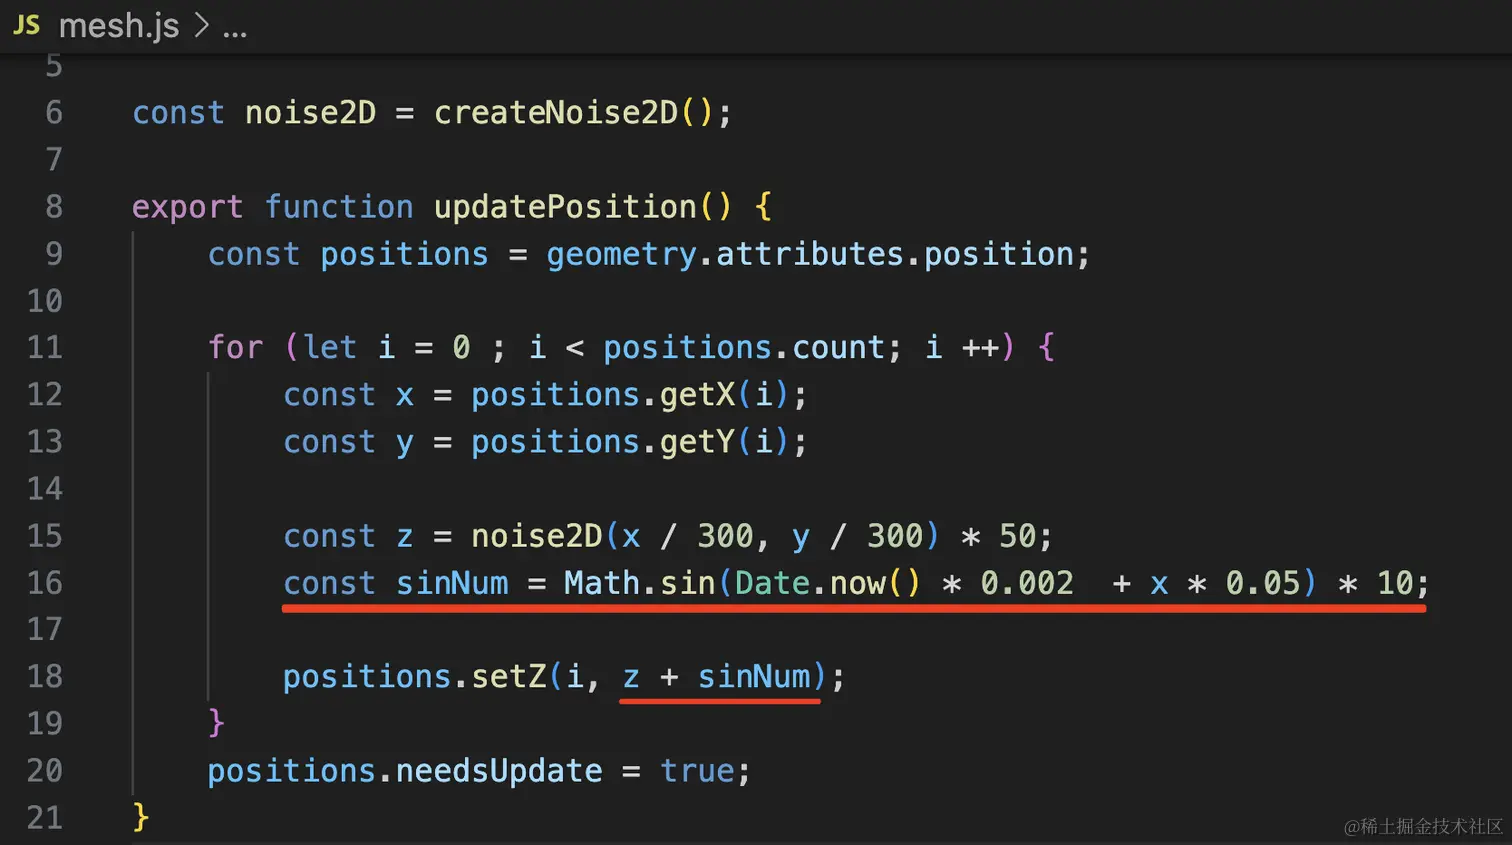 JS mesh.js > ...
5
6 const noise2D = createNoise2D();
7
8 export function updatePosition() {
9 const positions = geometry.attributes.position;
10
11 for (let i = 0 ; i < positions.count; i ++) {
12 const x = positions.getX(i);
13 const y = positions.getY(i);
14
15 const z = noise2D(x / 300, y / 300) * 50;
16 const sinNum = Math.sin(Date.now() * 0.002  + x * 0.05) * 10;
17
18 positions.setZ(i, z + sinNum);
19 }
20 positions.needsUpdate = true;
21 }
@稀土掘金技术社区